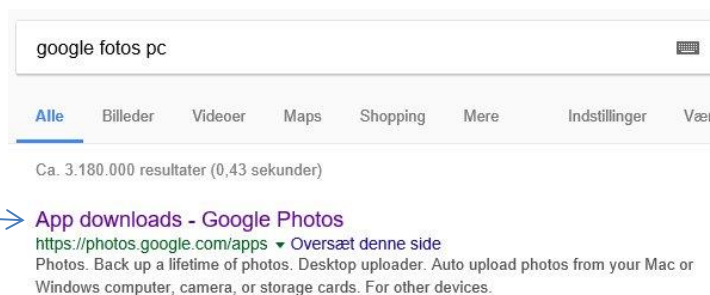 google fotos pc
Alle Billeder Videoer Maps Shopping Mere Indstillinger
Ca. 3.180.000 resultater (0,43 sekunder)
App downloads - Google Photos
https://photos.google.com/apps ▾ Oversæt denne side
Photos. Back up a lifetime of photos. Desktop uploader. Auto upload photos from your Mac or
Windows computer, camera, or storage cards. For other devices.